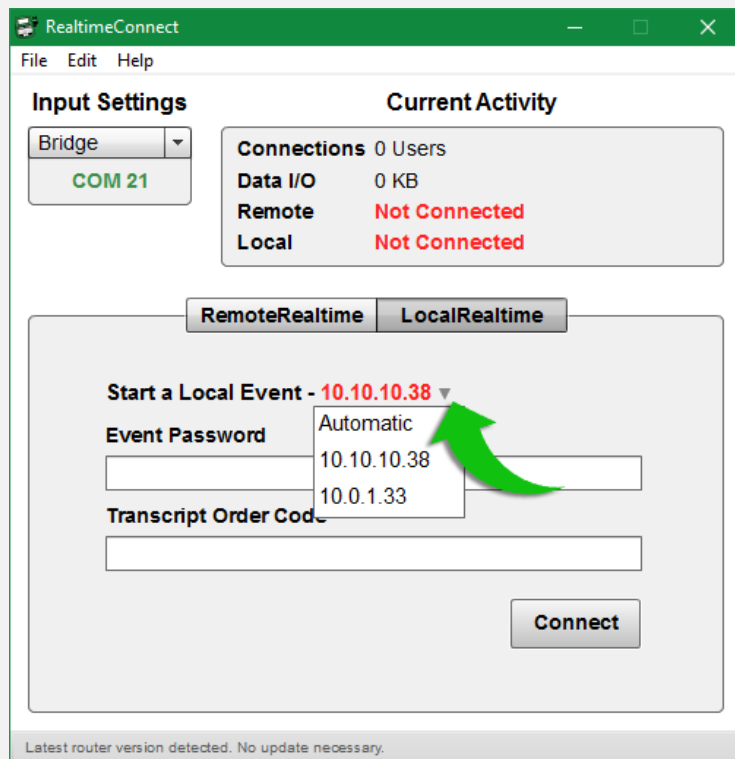 RealtimeConnect
File Edit Help
Input Settings
Current Activity
Bridge
COM 21
Connections 0 Users
Data I/O 0 KB
Remote Not Connected
Local Not Connected
RemoteRealtime LocalRealtime
Start a Local Event - 10.10.10.38
Automatic
10.10.10.38
10.0.1.33
Event Password
Transcript Order Code
Connect
Latest router version detected. No update necessary.